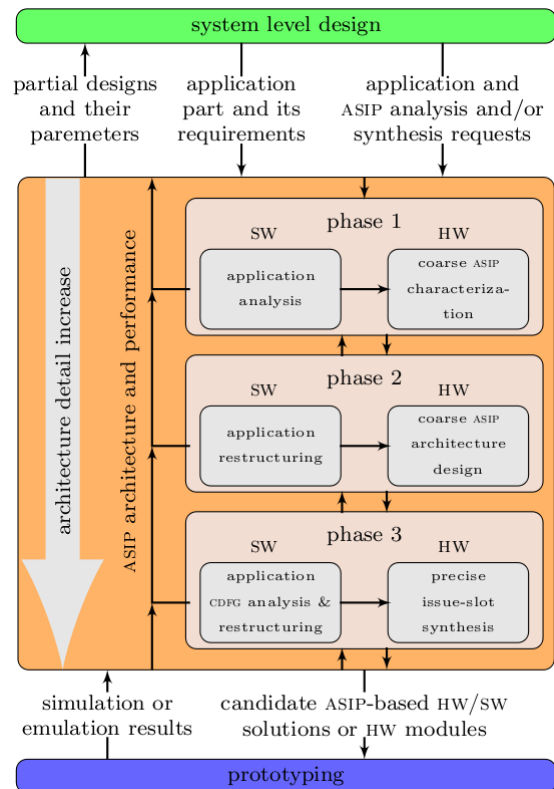 system level design
partial designs
and their
paremeters
application
part and its
requirements
application and
ASIP analysis and/or
synthesis requests
architecture detail increase
ASIP architecture and performance
phase 1
SW
HW
application
analysis
coarse ASIP
characteriza-
tion
phase 2
SW
HW
application
restructuring
coarse ASIP
architecture
design
phase 3
SW
HW
application
CDFG analysis &
restructuring
precise
issue-slot
synthesis
simulation or
emulation results
candidate ASIP-based HW/SW
solutions or HW modules
prototyping